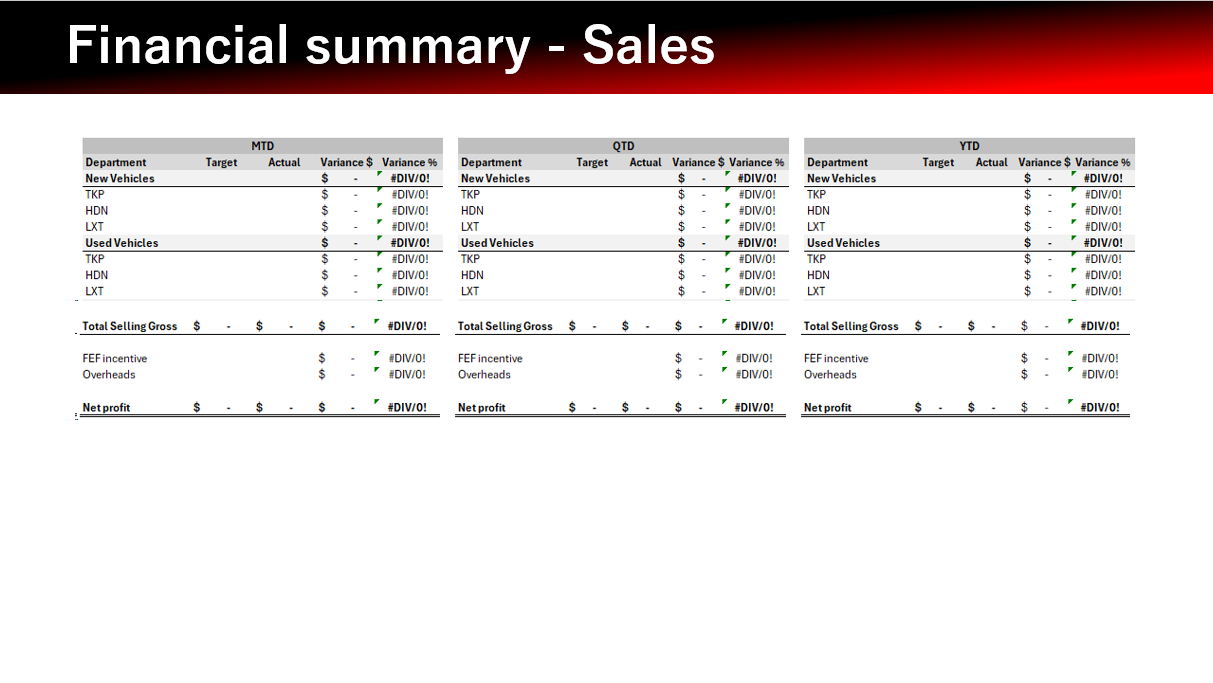 Financial summary - Sales
MTD QTD YTD
Department Target Actual Variance $ Variance % Department Target Actual Variance $ Variance % Department Target Actual Variance $ Variance %
New Vehicles $ - #DIV/0! New Vehicles $ - #DIV/0! New Vehicles $ - #DIV/0!
TKP $ - #DIV/0! TKP $ - #DIV/0! TKP $ - #DIV/0!
HDN $ - #DIV/0! HDN $ - #DIV/0! HDN $ - #DIV/0!
LXT $ - #DIV/0! LXT $ - #DIV/0! LXT $ - #DIV/0!
Used Vehicles $ - #DIV/0! Used Vehicles $ - #DIV/0! Used Vehicles $ - #DIV/0!
TKP $ - #DIV/0! TKP $ - #DIV/0! TKP $ - #DIV/0!
HDN $ - #DIV/0! HDN $ - #DIV/0! HDN $ - #DIV/0!
LXT $ - #DIV/0! LXT $ - #DIV/0! LXT $ - #DIV/0!
Total Selling Gross $ - $ - $ - #DIV/0! Total Selling Gross $ - $ - $ - #DIV/0! Total Selling Gross $ - $ - $ - #DIV/0!
FEF incentive $ - #DIV/0! FEF incentive $ - #DIV/0! FEF incentive $ - #DIV/0!
Overheads $ - #DIV/0! Overheads $ - #DIV/0! Overheads $ - #DIV/0!
Net profit $ - $ - $ - #DIV/0! Net profit $ - $ - $ - #DIV/0! Net profit $ - $ - $ - #DIV/0!